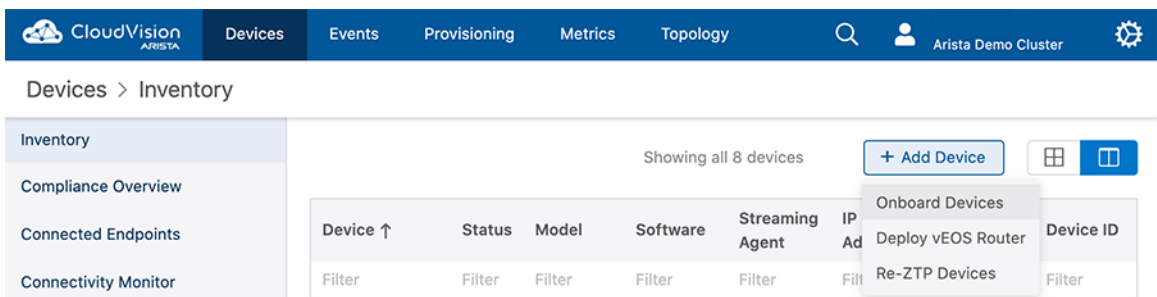 CloudVision
ARISTA
Devices Events Provisioning Metrics Topology Arista Demo Cluster
Devices > Inventory
Inventory
Showing all 8 devices + Add Device
Compliance Overview
Onboard Devices
Connected Endpoints
Device ↑ Status Model Software Streaming Agent IP Ad Device ID
Deploy vEOS Router
Re-ZTP Devices
Connectivity Monitor
Filter Filter Filter Filter Filter Filt Filter